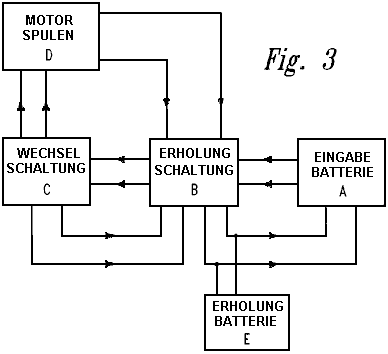 MOTOR
SPULEN
D
Fig. 3
WECHSEL
SCHALTUNG
C
ERHOLUNG
SCHALTUNG
B
EINGABE
BATTERIE
A
ERHOLUNG
BATTERIE
E